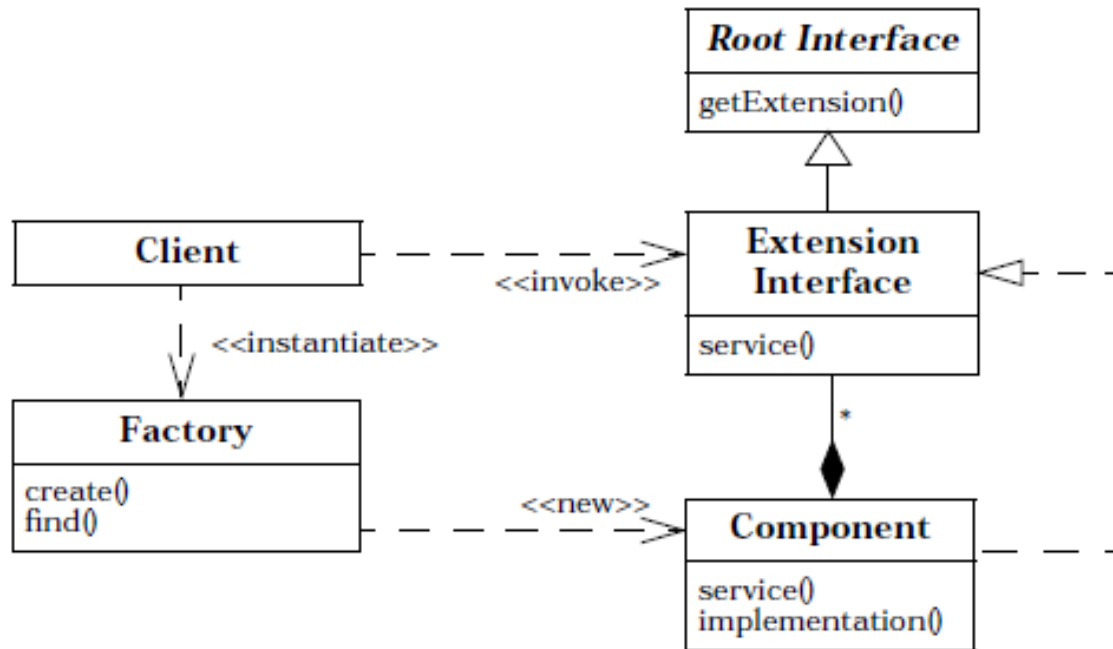 Root Interface
getExtension()
Client
<<invoke>>
Extension
Interface
service()
<<instantiate>>
Factory
create()
find()
*
<<new>>
Component
service()
implementation()